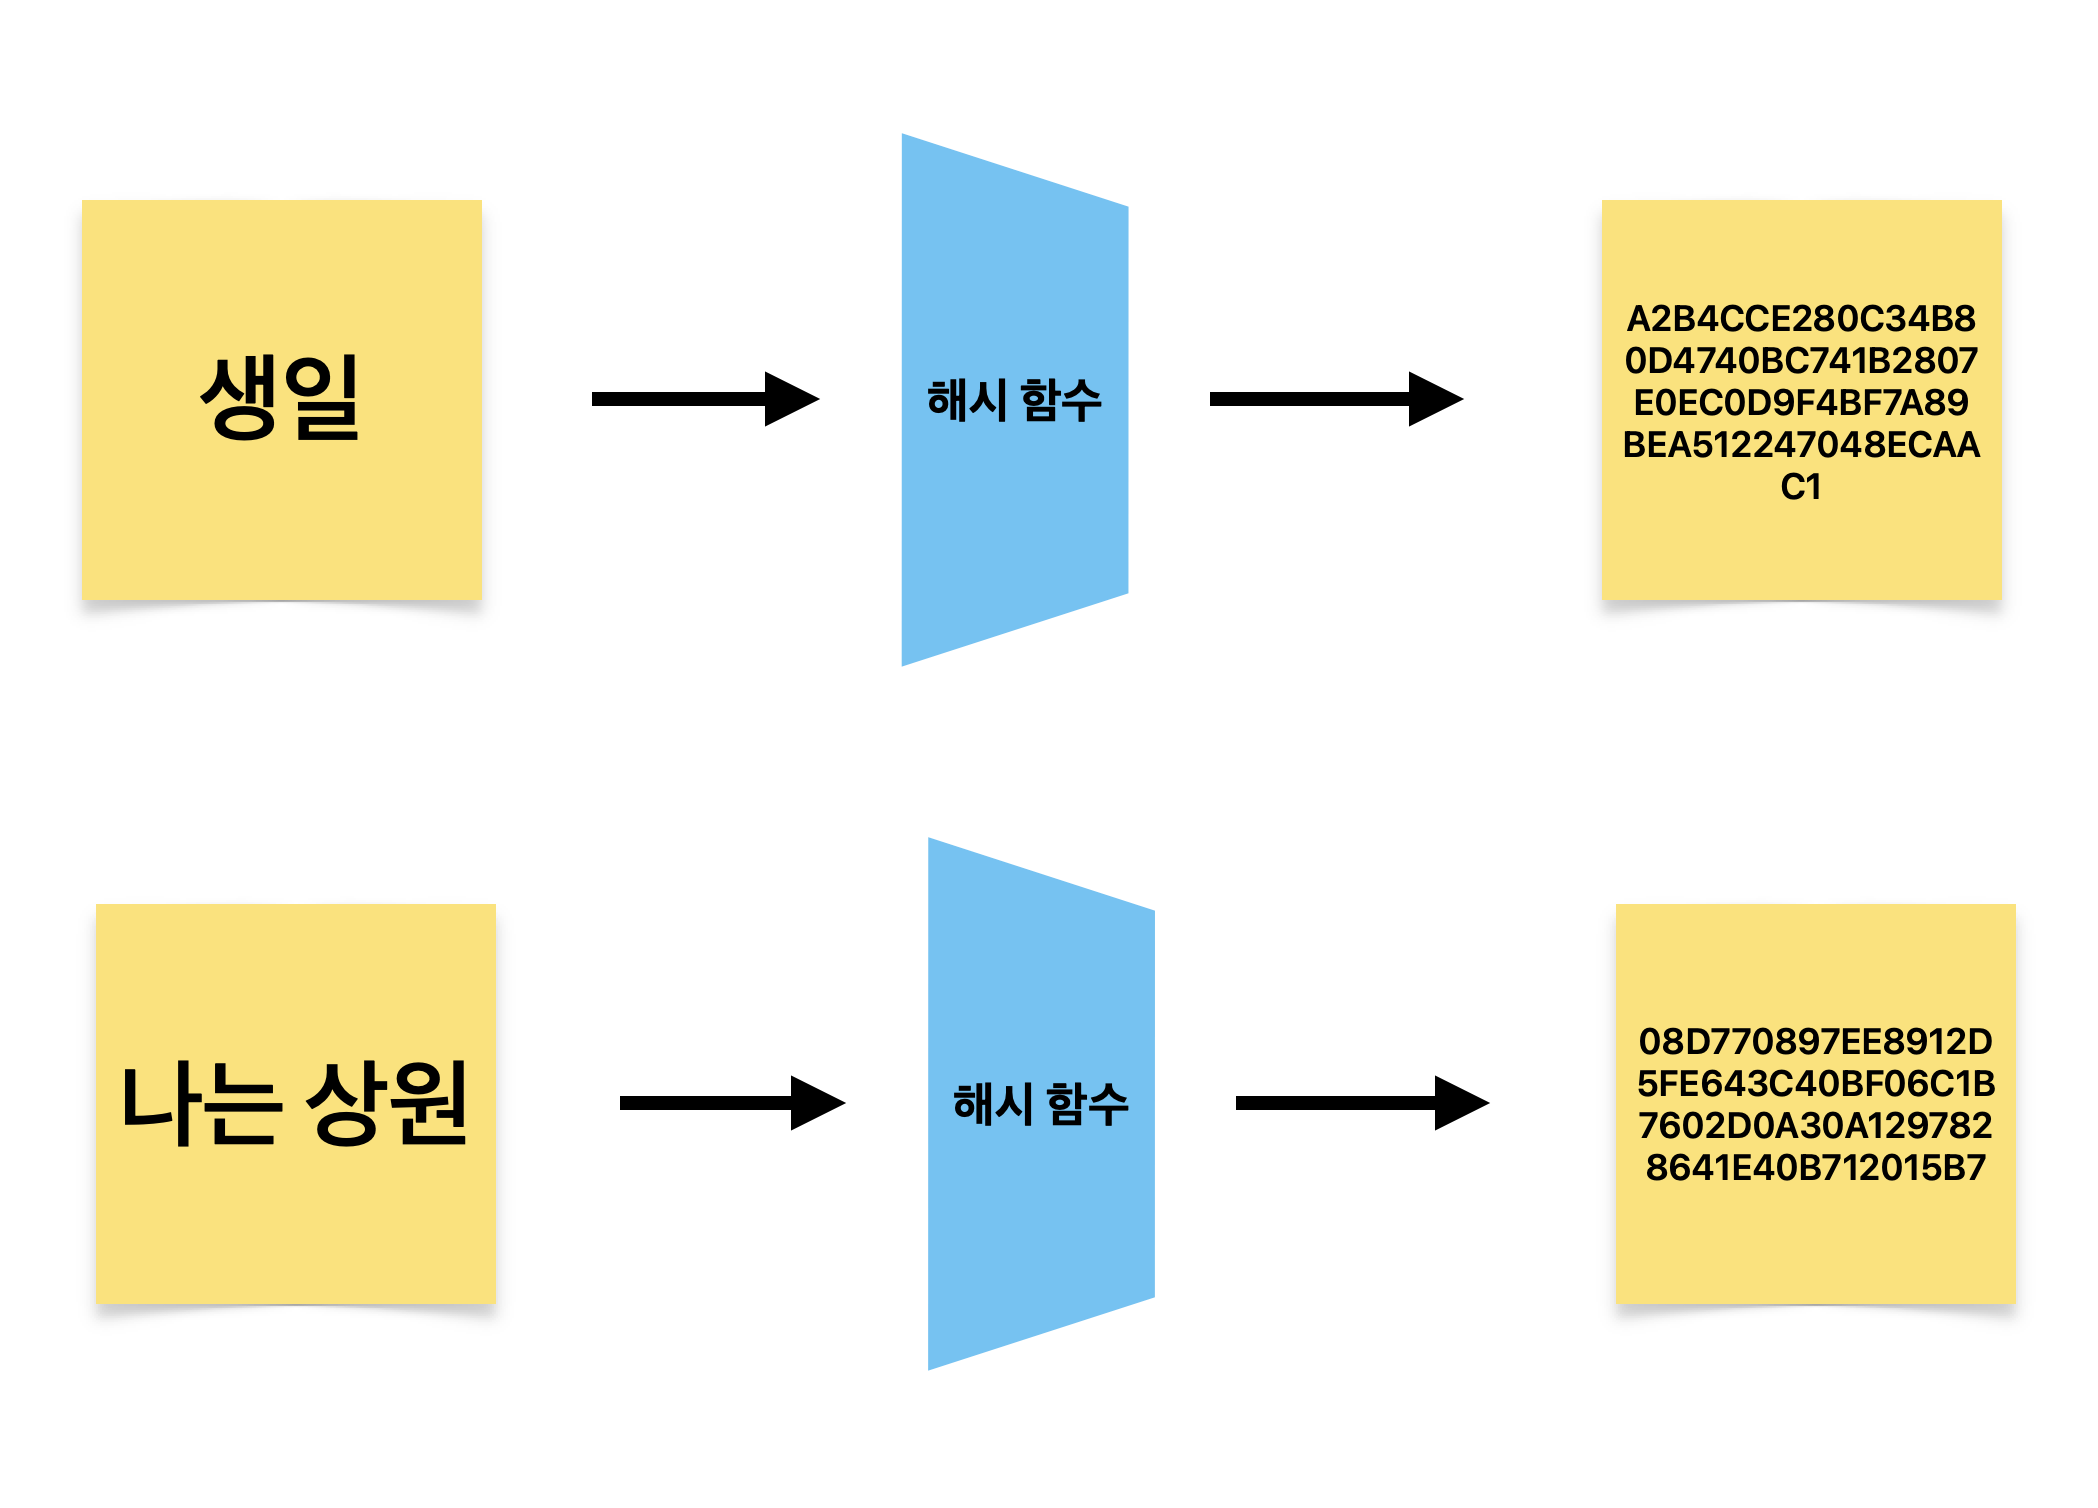 생일
해시 함수
A2B4CCE280C34B8
0D4740BC741B2807
E0EC0D9F4BF7A89
BEA512247048ECAA
C1
나는 상원
해시 함수
08D770897EE8912D
5FE643C40BF06C1B
7602D0A30A129782
8641E40B712015B7